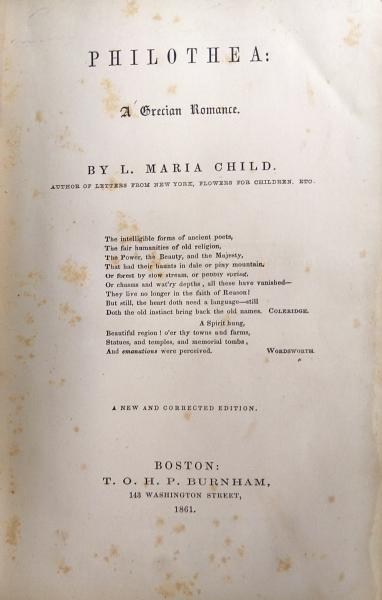 PHILOTHEA:
A Grecian Romance.
BY L. MARIA CHILD.
AUTHOR OF LETTERS FROM NEW YORK, FLOWERS FOR CHILDREN, ETC.
The intelligible forms of ancient poets,
The fair humanities of old religion,
The Power, the Beauty, and the Majesty,
That had their haunts in dale or piny mountain,
Or forest by slow stream, or pebbly spring,
Or chasms and wat'ry depths, all these have vanished—
They live no longer in the faith of Reason!
But still, the heart doth need a language—still
Doth the old instinct bring back the old names. COLERIDGE.
A Spirit hung,
Beautiful region! o'er thy towns and farms,
Statues, and temples, and memorial tombs,
And emanations were perceived. WORDSWORTH.
A NEW AND CORRECTED EDITION.
BOSTON:
T. O. H. P. BURNHAM,
143 WASHINGTON STREET,
1861.